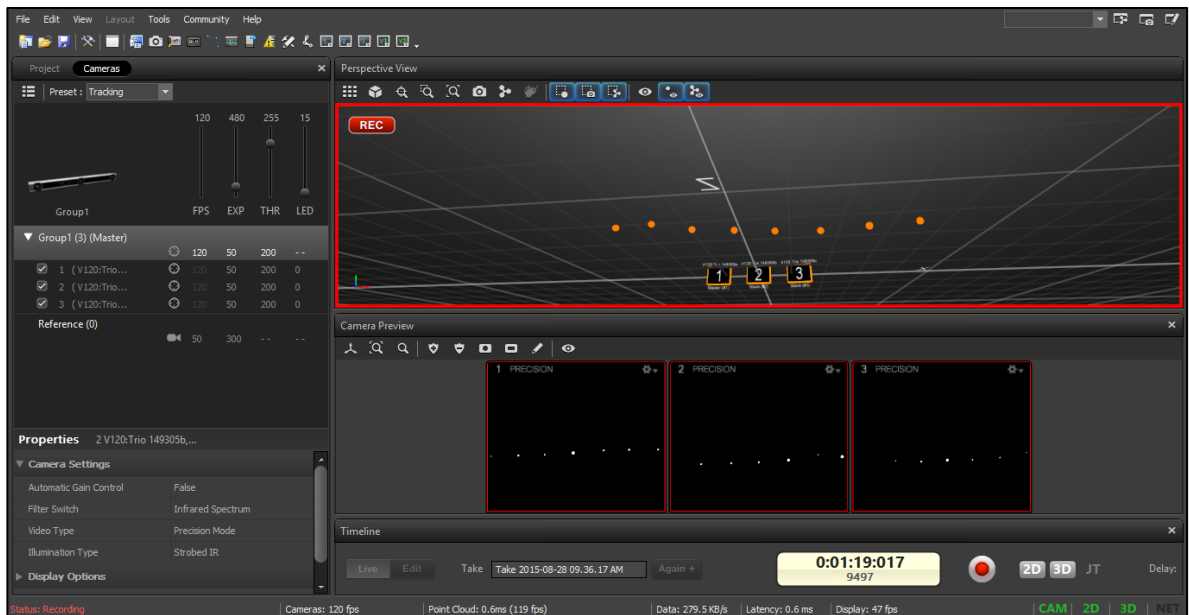 File Edit View Layout Tools Community Help
Project Cameras
Preset : Tracking
120 480 255 15
Group1 FPS EXP THR LED
Group1 (3) (Master)
120 50 200 --
1 ( V120:Trio... 120 50 200 0
2 ( V120:Trio... 120 50 200 0
3 ( V120:Trio... 120 50 200 0
Reference (0)
50 300 -- --
Properties 2 V120:Trio 149305b,...
Camera Settings
Automatic Gain Control False
Filter Switch Infrared Spectrum
Video Type Precision Mode
Illumination Type Strobed IR
Display Options
Perspective View
REC
Z
1 2 3
Camera Preview
1 PRECISION 2 PRECISION 3 PRECISION
Timeline
Live Edit Take Take 2015-08-28 09.36.17 AM Again + 0:01:19:017 2D 3D JT Delay:
9497
Status: Recording Cameras: 120 fps Point Cloud: 0.6ms (119 fps) Data: 279.5 KB/s Latency: 0.6 ms Display: 47 fps CAM 2D 3D NET